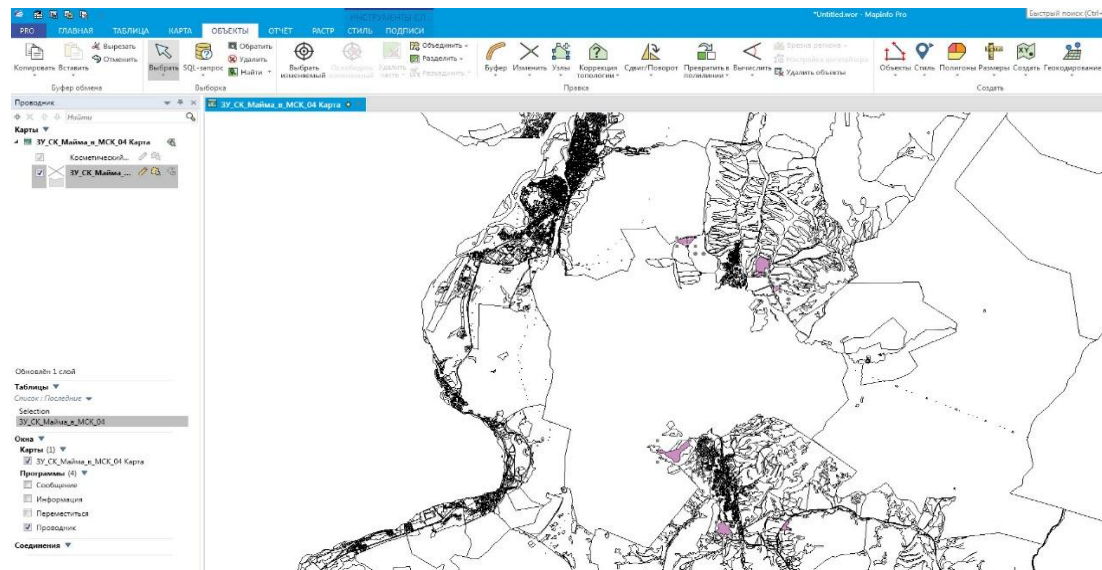 *Untitled.wor - MapInfo Pro
Быстрый поиск (Ctrl+
PRO ГЛАВНАЯ ТАБЛИЦА КАРТА ОБЪЕКТЫ ОТЧЁТ РАСТР СТИЛЬ ПОДПИСИ
Копировать Вставить Вырезать Отменить
Буфер обмена
Выбрать SQL-запрос Обратить Удалить Найти
Выборка
Выбрать изменяемый
Объединить
Разделить
Буфер Изменить Узлы Коррекция топологии Сдвиг/Поворот Превратить в полилинии Вычислить
Удалить объекты
Правка
Объекты Стиль Полигоны Размеры Создать Геокодирование
Создать
Проводник
ЗУ_СК_Майма_в_МСК_04 Карта
Найти
Карты
ЗУ_СК_Майма_в_МСК_04 Карта
Косметический...
ЗУ_СК_Майма_...
Обновлён 1 слой
Таблицы
Список: Последние
Selection
ЗУ_СК_Майма_в_МСК_04
Окна
Карты (1)
ЗУ_СК_Майма_в_МСК_04 Карта
Программы (4)
Сообщение
Информация
Переместиться
Проводник
Соединения